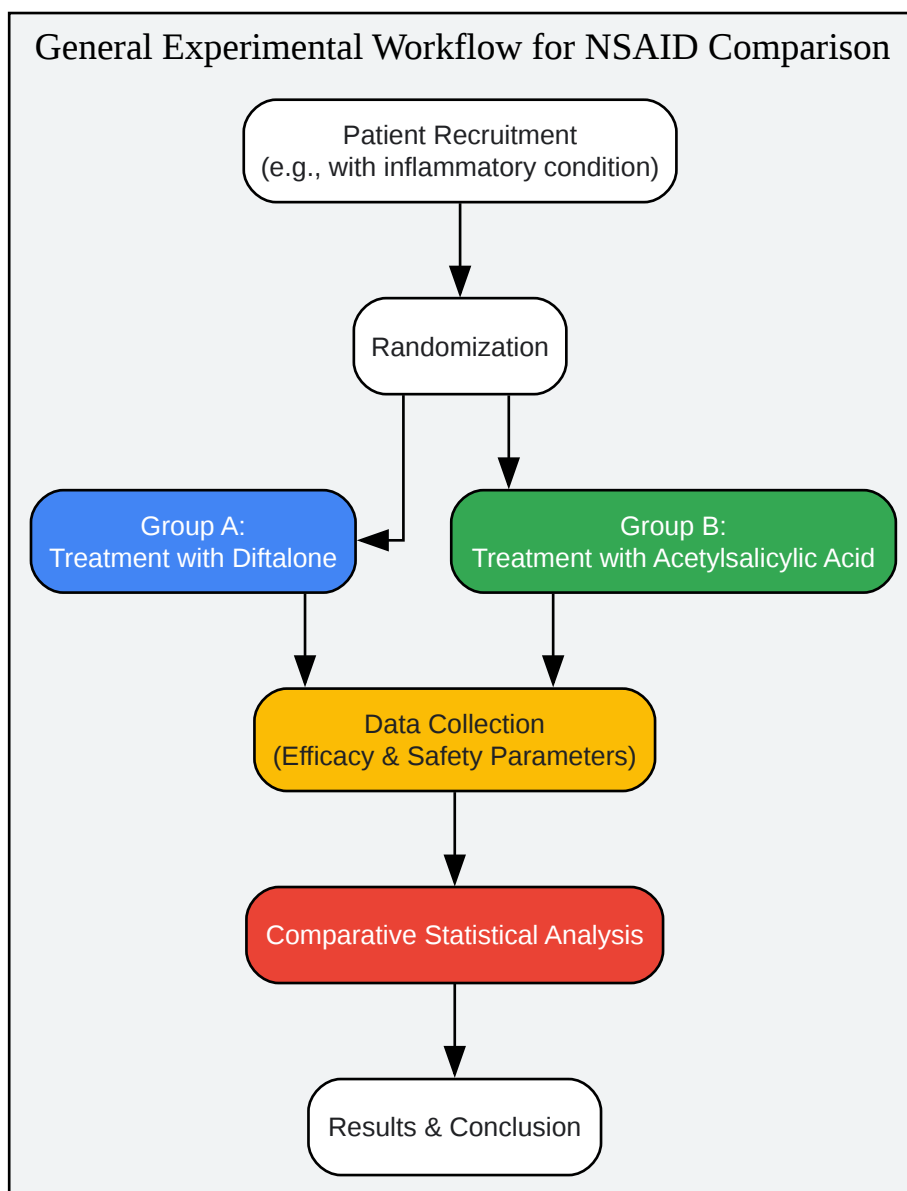 General Experimental Workflow for NSAID Comparison
Patient Recruitment
(e.g., with inflammatory condition)
Randomization
Group A:
Treatment with Diftalone
Group B:
Treatment with Acetylsalicylic Acid
Data Collection
(Efficacy & Safety Parameters)
Comparative Statistical Analysis
Results & Conclusion